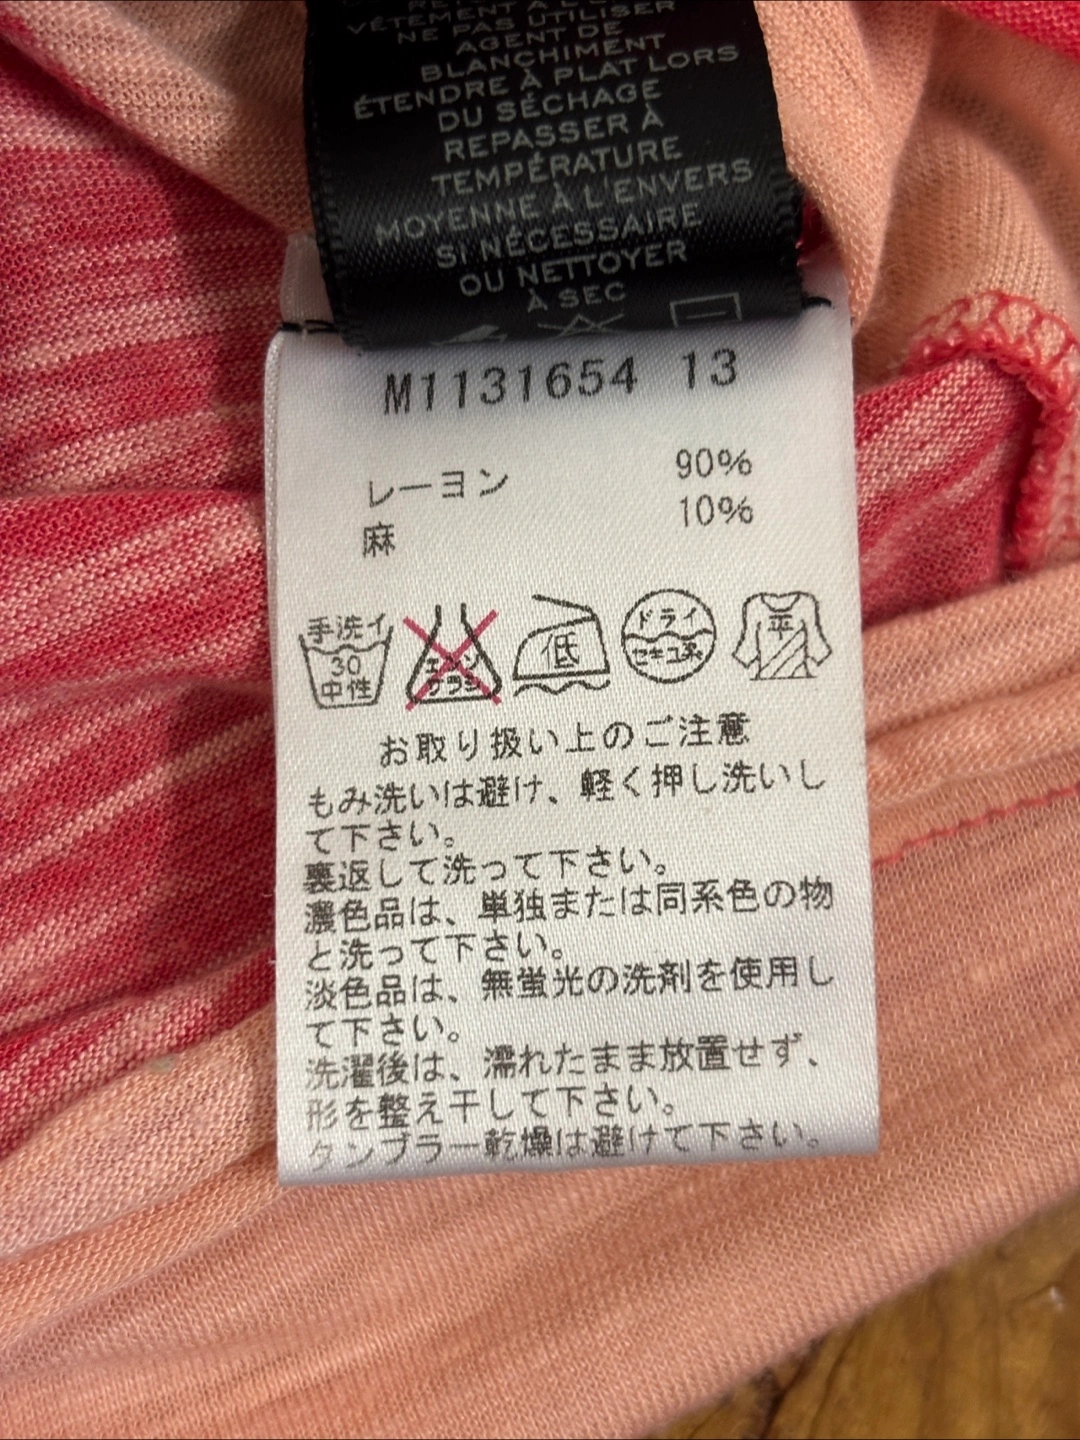 VÊTEMENT À L'E
NE PAS UTILISER
AGENT DE
BLANCHIMENT
ÉTENDRE À PLAT LORS
DU SÉCHAGE
REPASSER À
TEMPÉRATURE
MOYENNE À L'ENVERS
SI NÉCESSAIRE
OU NETTOYER
À SEC
M1131654 13
レーヨン 90%
麻 10%
手洗イ
30
中性
エンソ
サラシ
低
ドライ
セキユ系
平
お取り扱い上のご注意
もみ洗いは避け、軽く押し洗いし
て下さい。
裏返して洗って下さい。
濃色品は、単独または同系色の物
と洗って下さい。
淡色品は、無蛍光の洗剤を使用し
て下さい。
洗濯後は、濡れたまま放置せず、
形を整え干して下さい。
タンブラー乾燥は避けて下さい。